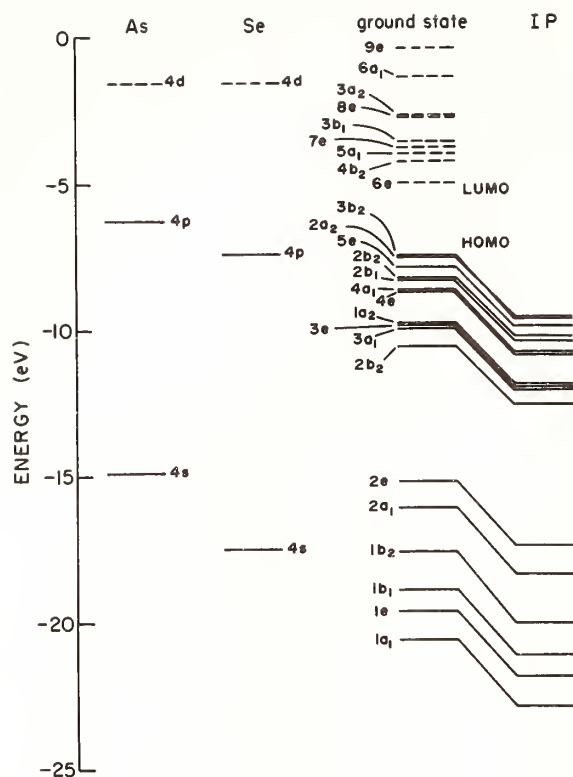 As Se ground state IP
0
-5
-10
-15
-20
-25
ENERGY (eV)
4d
4p
4s
4d
4p
4s
9e
6a₁
3a₂
8e
3b₁
7e
5a₁
4b₂
6e
LUMO
3b₂
HOMO
2a₂
5e
2b₂
2b₁
4a₁
4e
1a₂
3e
3a₁
2b₂
2e
2a₁
1b₂
1b₁
1e
1a₁